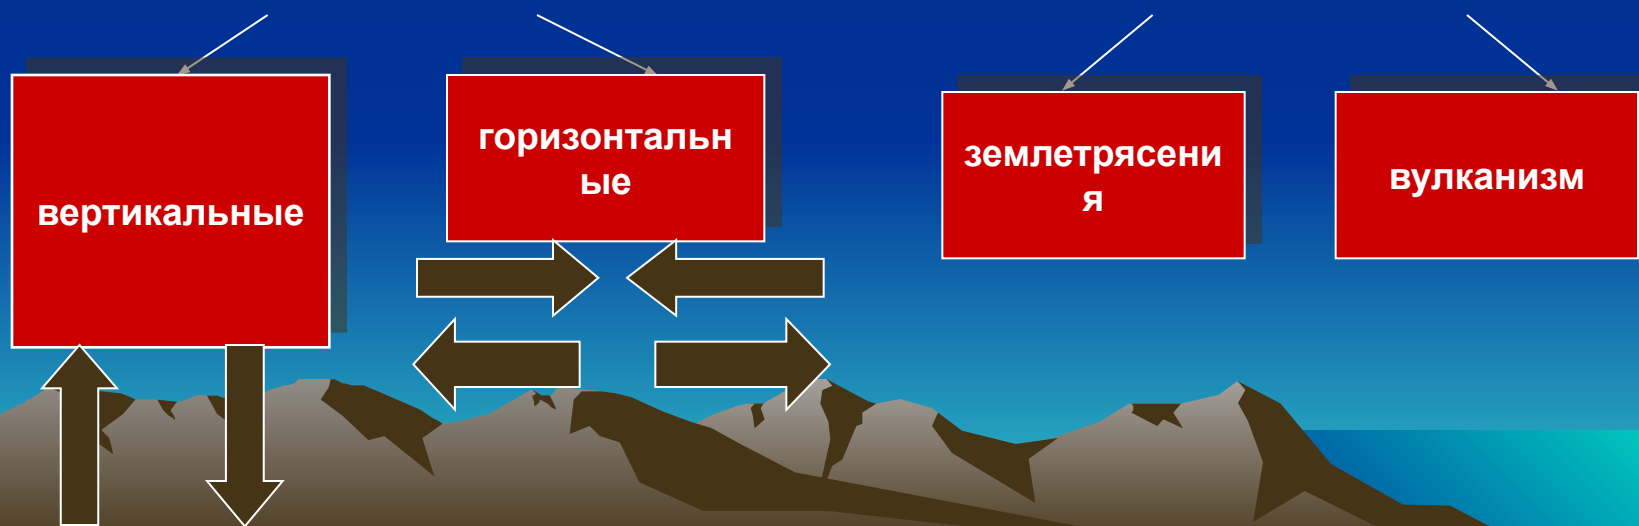 вертикальные
горизонтальн
ые
землетрясени
я
вулканизм